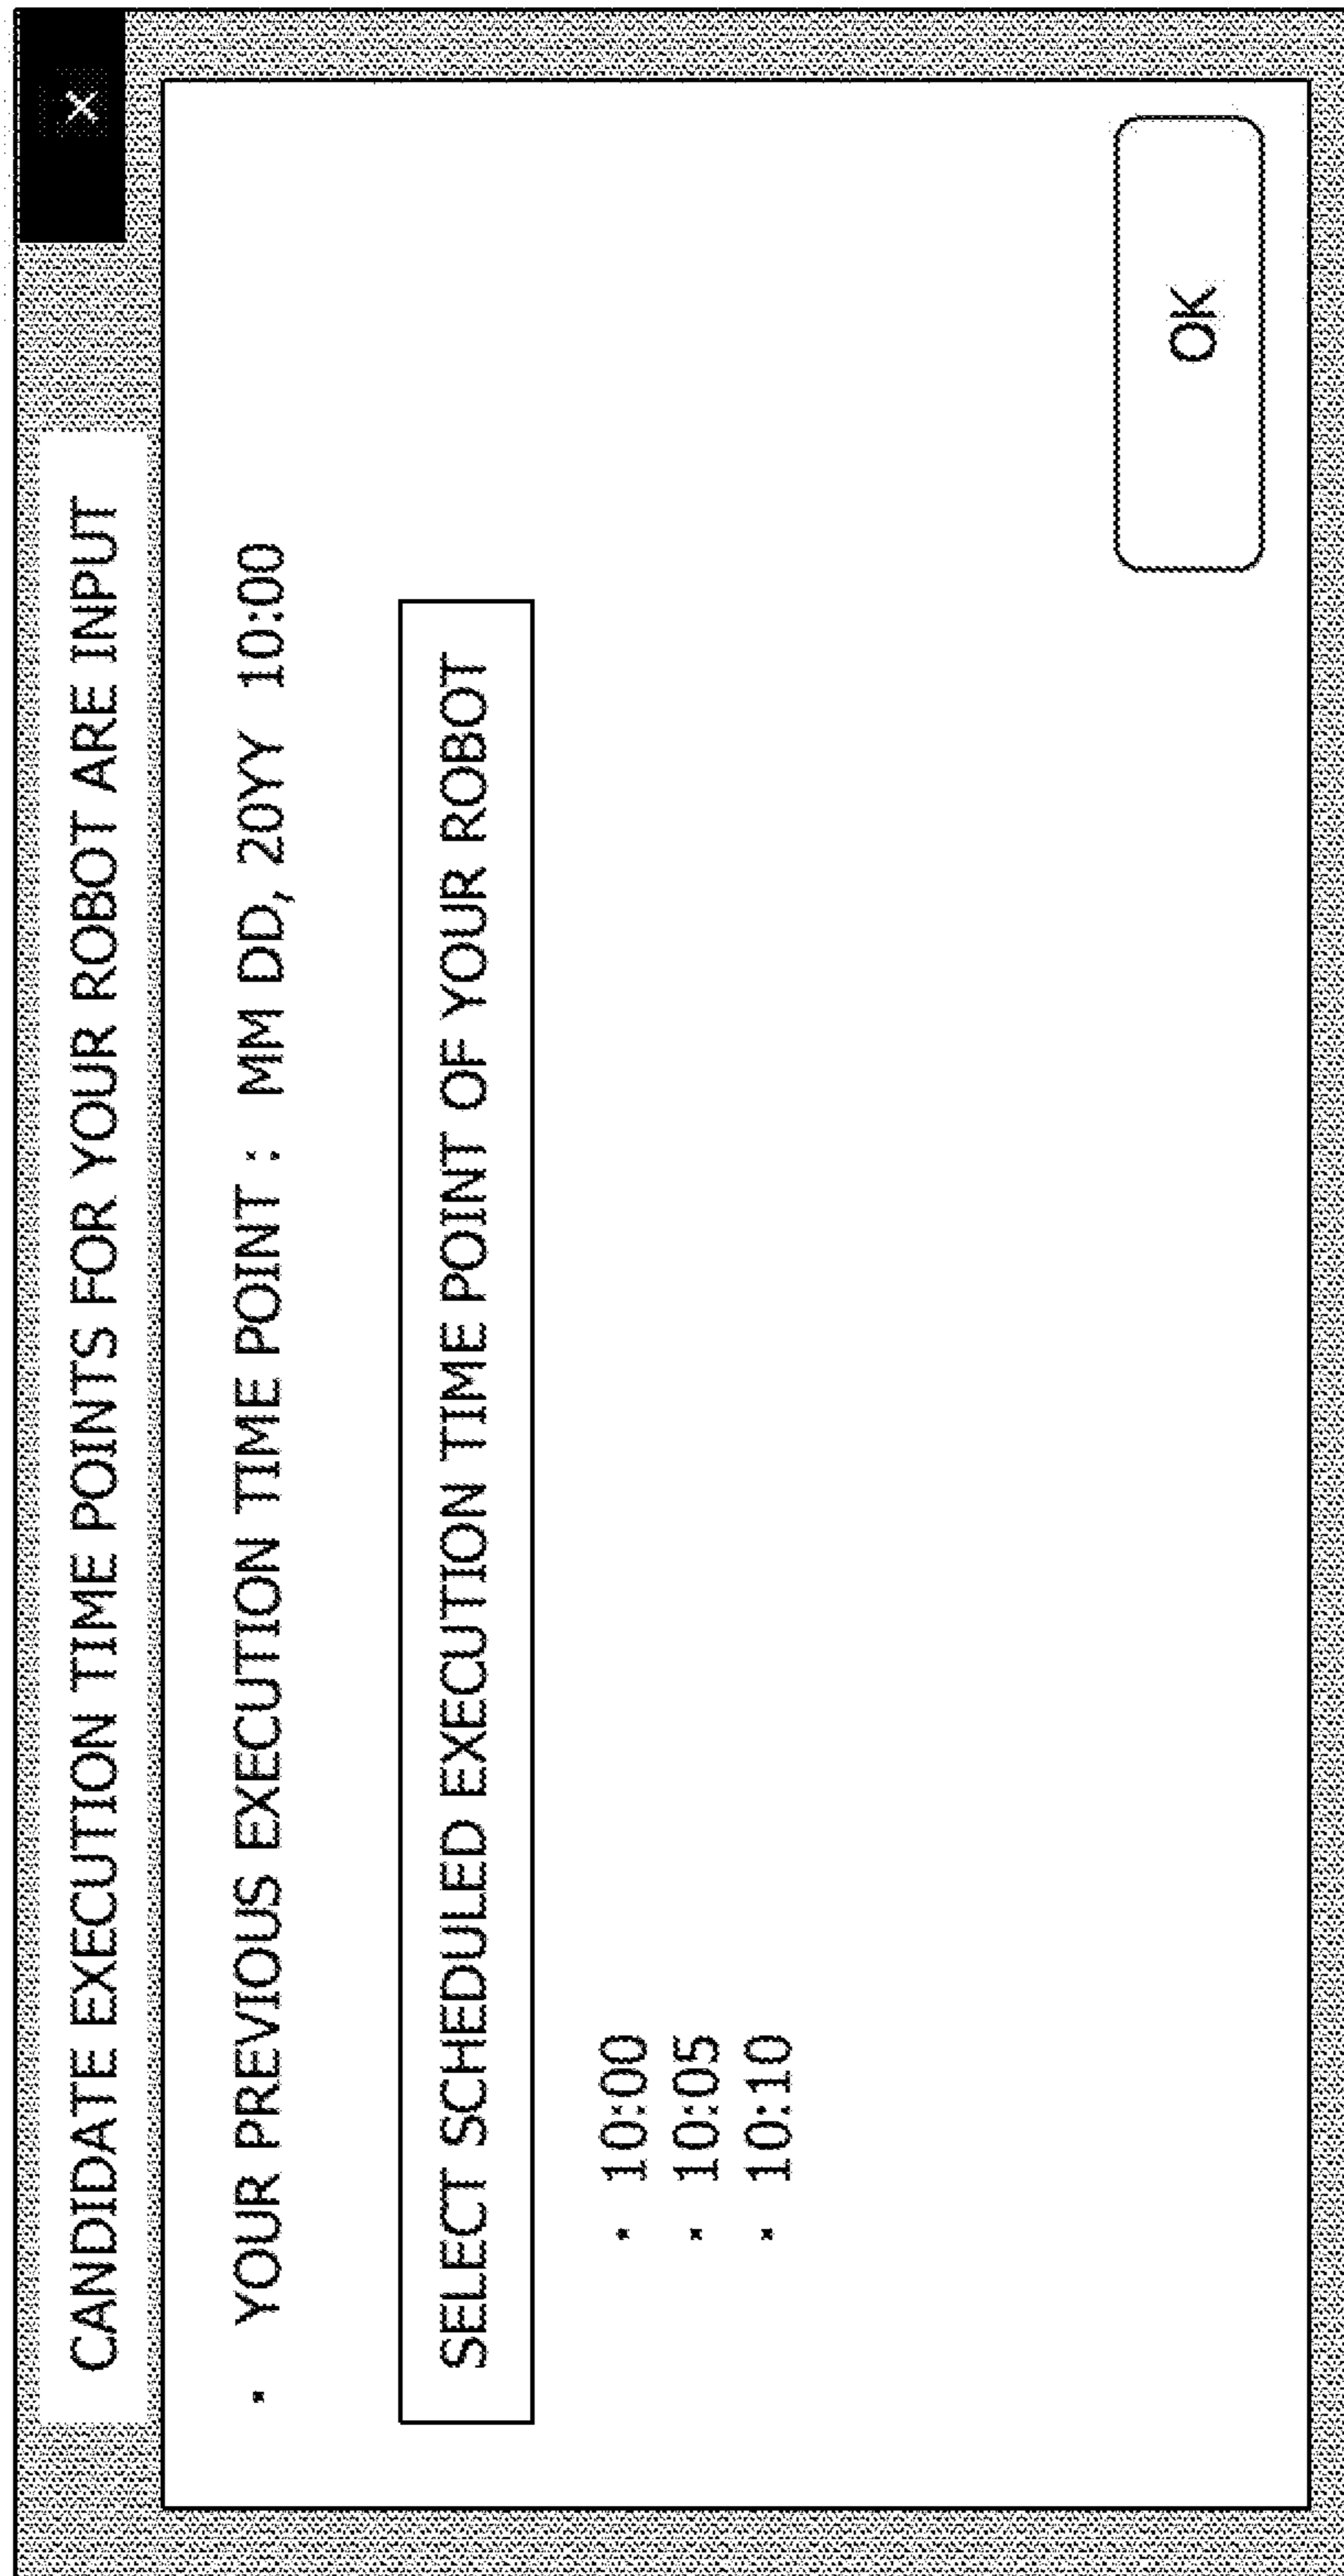 CANDIDATE EXECUTION TIME POINTS FOR YOUR ROBOT ARE INPUT
×
· YOUR PREVIOUS EXECUTION TIME POINT : MM DD, 20YY 10:00
SELECT SCHEDULED EXECUTION TIME POINT OF YOUR ROBOT
· 10:00
· 10:05
· 10:10
OK